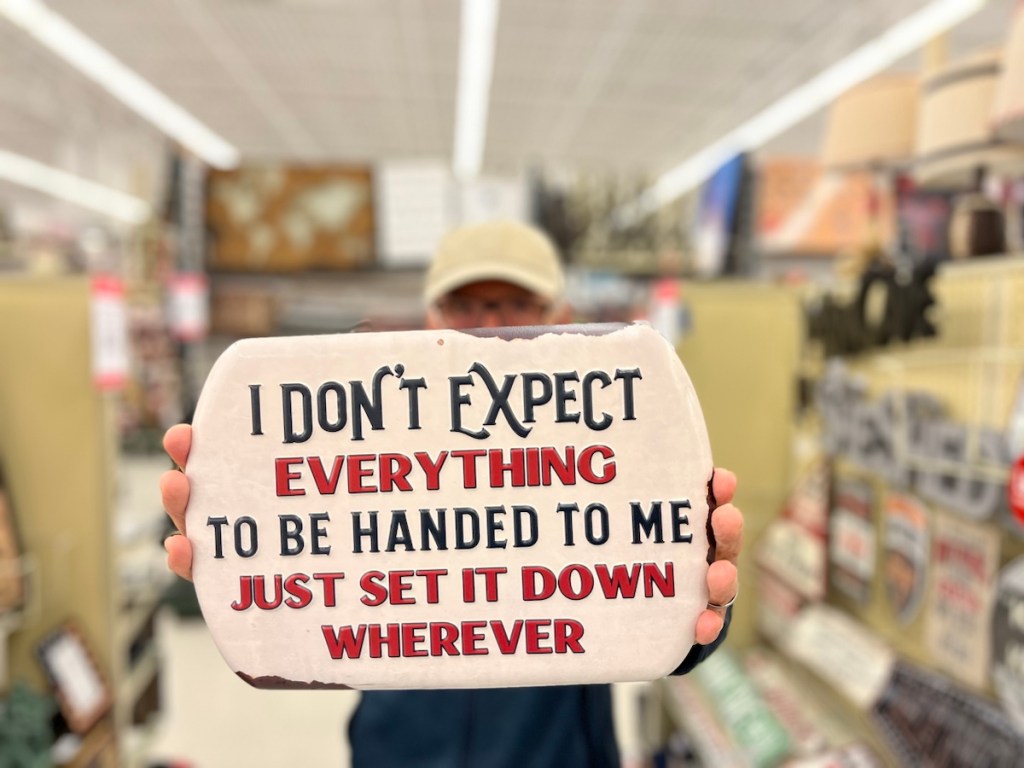 I DON'T EXPECT
EVERYTHING
TO BE HANDED TO ME
JUST SET IT DOWN
WHEREVER